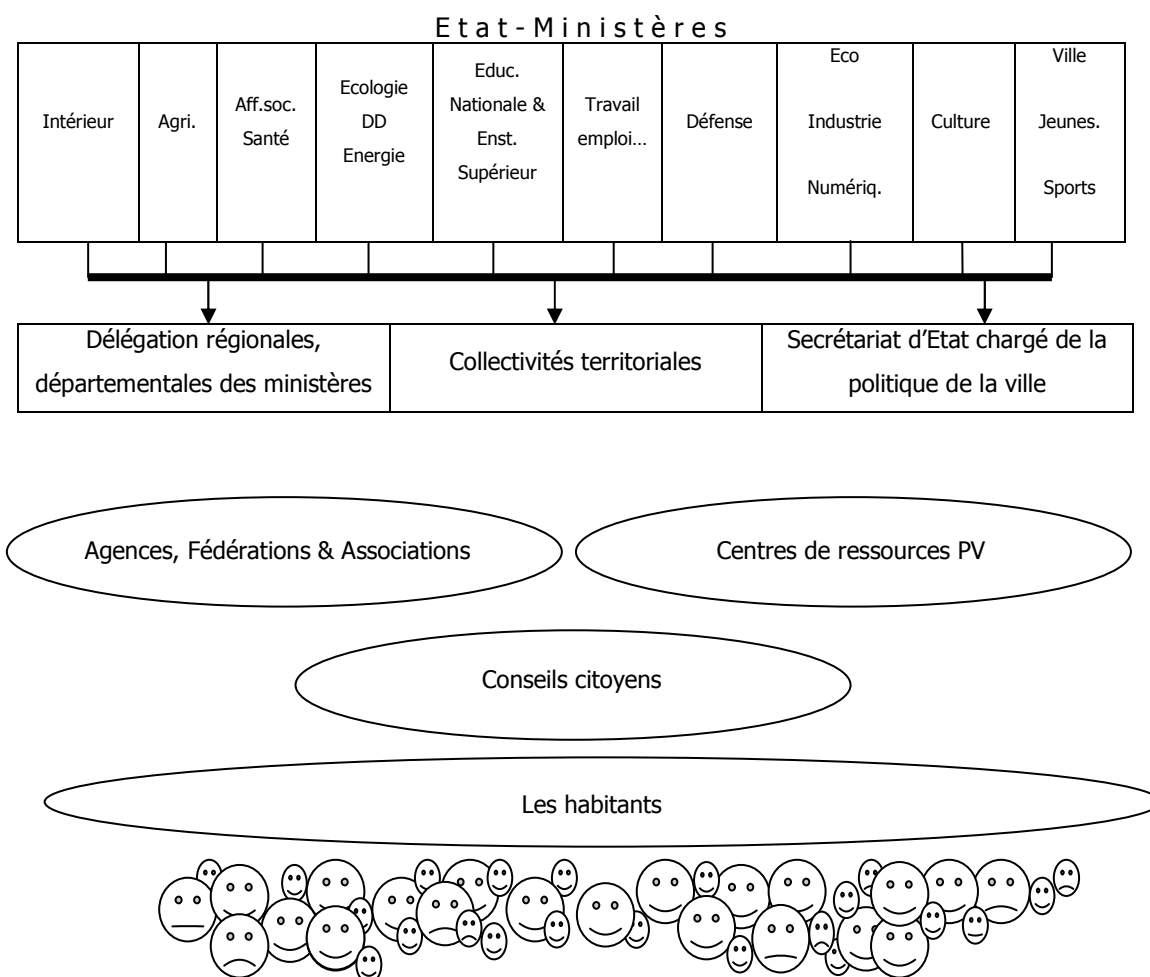 Etat-Ministères
Intérieur
Agri.
Aff.soc.
Santé
Ecologie
DD
Energie
Educ.
Nationale &
Enst.
Supérieur
Travail
emploi…
Défense
Eco
Industrie
Numériq.
Culture
Ville
Jeunes.
Sports
Délégation régionales,
départementales des ministères
Collectivités territoriales
Secrétariat d’Etat chargé de la
politique de la ville
Agences, Fédérations & Associations
Centres de ressources PV
Conseils citoyens
Les habitants